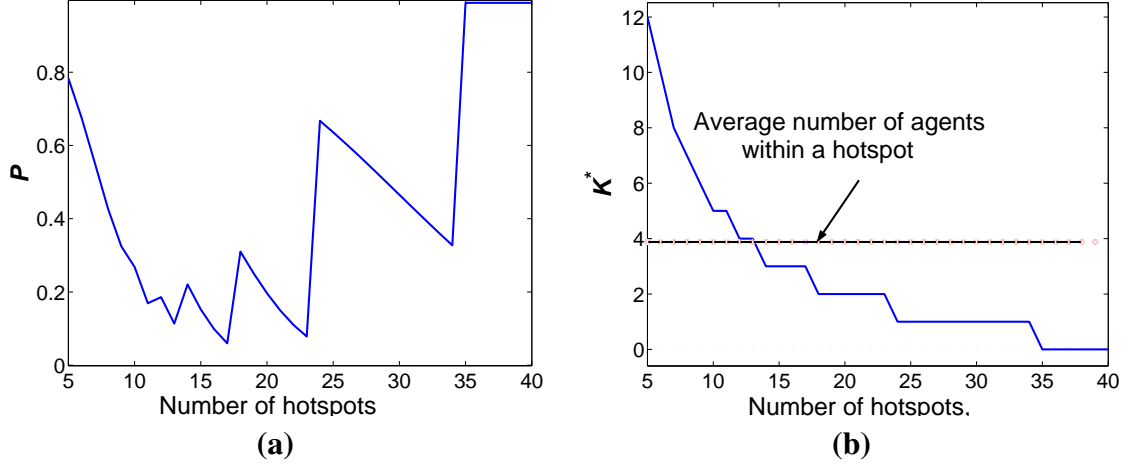 0.8
0.6
0.4
0.2
0
P
5 10 15 20 25 30 35 40
Number of hotspots
(a)
12
10
8
6
4
2
0
K*
Average number of agents
within a hotspot
5 10 15 20 25 30 35 40
Number of hotspots,
(b)